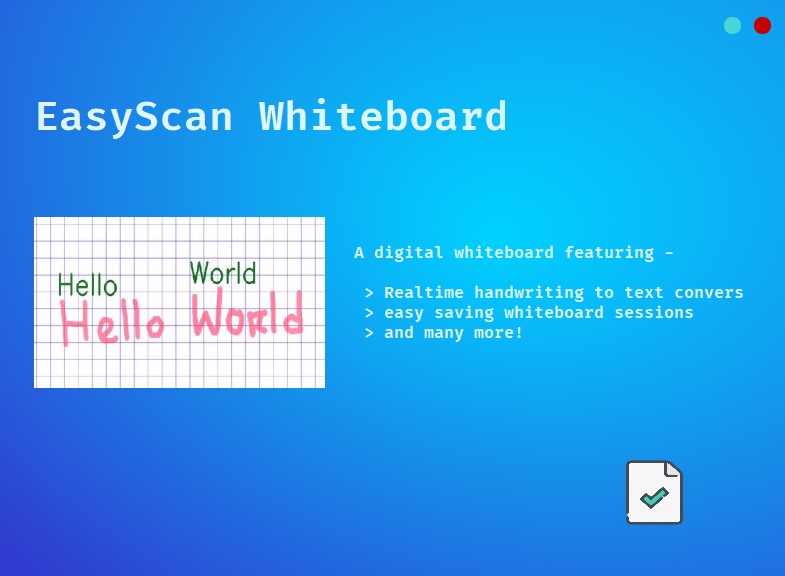 EasyScan Whiteboard
Hello World
Hello World
A digital whiteboard featuring –
> Realtime handwriting to text convers
> easy saving whiteboard sessions
> and many more!